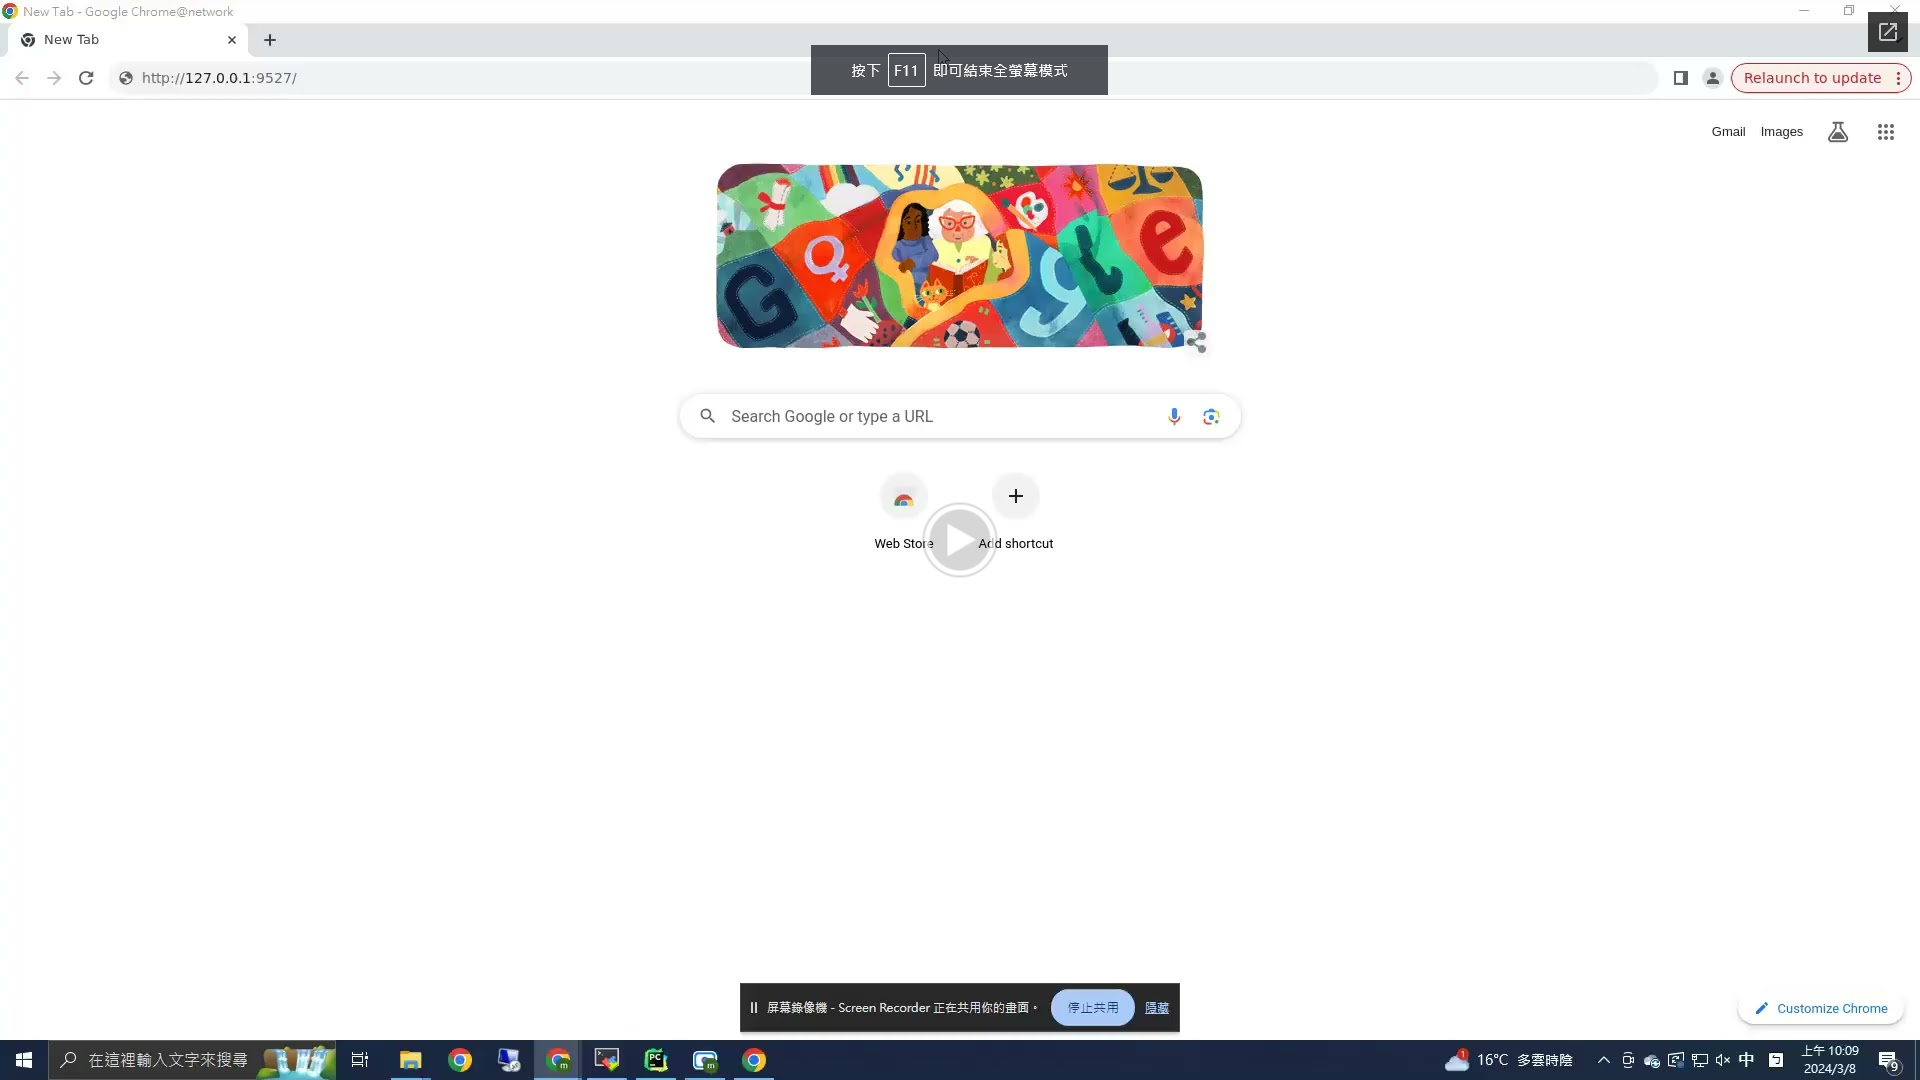 New Tab - Google Chrome@network
New Tab
http://127.0.0.1:9527/
按下 F11 即可結束全螢幕模式
Relaunch to update
Gmail
Images
G
g
l
e
Search Google or type a URL
Web Store
Add shortcut
屏幕錄像機 - Screen Recorder 正在共用你的畫面。
停止共用
隱藏
Customize Chrome
在這裡輸入文字來搜尋
PC
m
m
1
16°C 多雲時陰
中
上午 10:09
2024/3/8
9